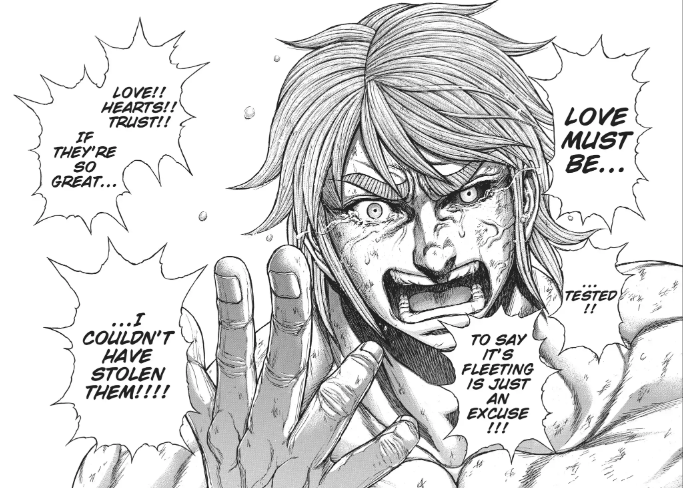 LOVE
MUST
BE...
...
TESTED
!!
TO SAY
IT'S
FLEETING
IS JUST
AN
EXCUSE
!!!
LOVE!!
HEARTS!!
TRUST!!
IF
THEY'RE
SO
GREAT...
...I
COULDN'T
HAVE
STOLEN
THEM!!!!